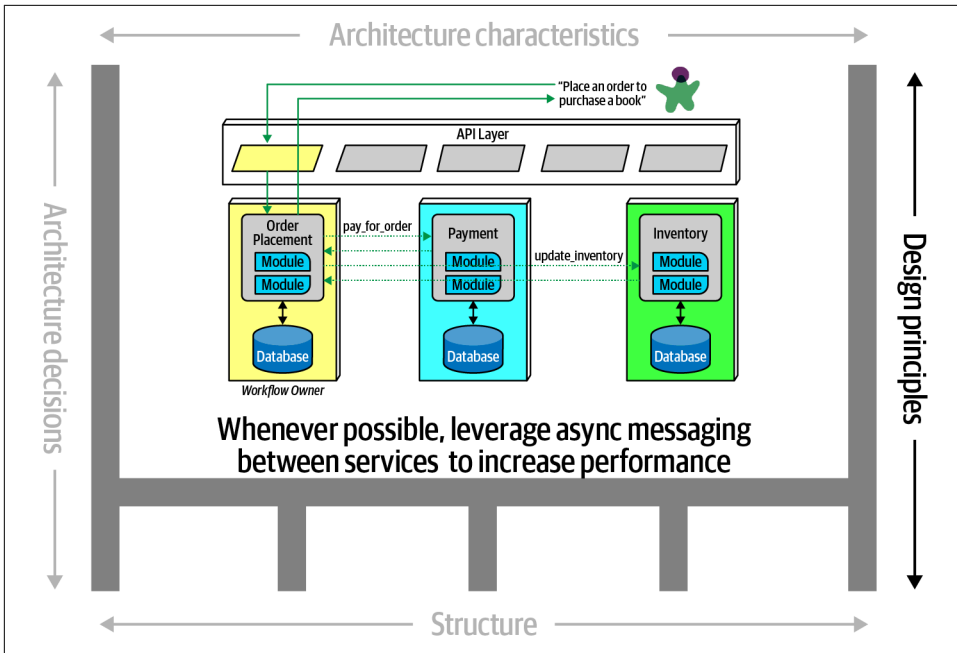 Architecture characteristics
"Place an order to
purchase a book"
API Layer
Order
Placement
Module
Module
Database
Workflow Owner
pay_for_order
Payment
Module
Module
Database
update_inventory
Inventory
Module
Module
Database
Whenever possible, leverage async messaging
between services to increase performance
Architecture decisions
Design principles
Structure